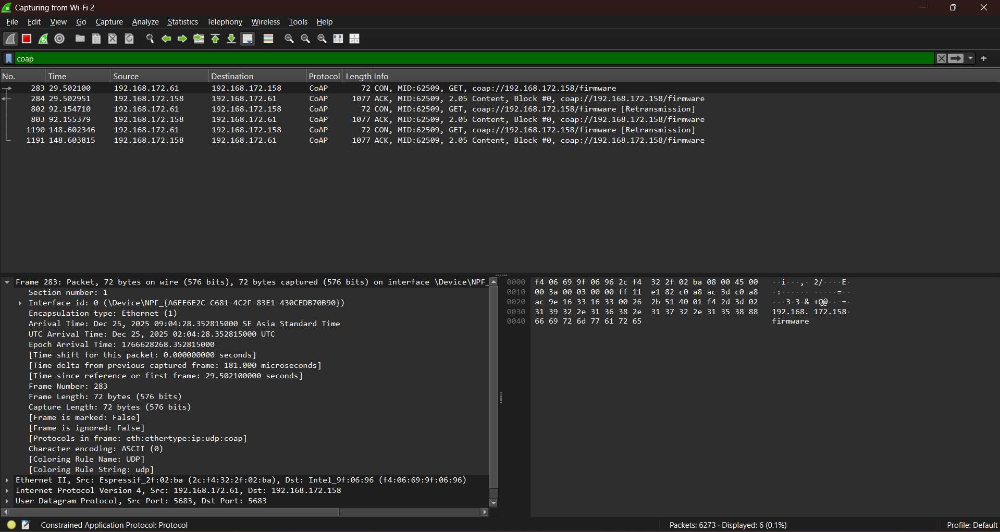 Capturing from Wi-Fi 2
File Edit View Go Capture Analyze Statistics Telephony Wireless Tools Help
coap
No. Time Source Destination Protocol Length Info
283 29.502100 192.168.172.61 192.168.172.158 CoAP 72 CON, MID:62509, GET, coap://192.168.172.158/firmware
284 29.502951 192.168.172.158 192.168.172.61 CoAP 1077 ACK, MID:62509, 2.05 Content, Block #0, coap://192.168.172.158/firmware
802 92.154710 192.168.172.61 192.168.172.158 CoAP 72 CON, MID:62509, GET, coap://192.168.172.158/firmware [Retransmission]
803 92.155379 192.168.172.158 192.168.172.61 CoAP 1077 ACK, MID:62509, 2.05 Content, Block #0, coap://192.168.172.158/firmware
1190 148.602346 192.168.172.61 192.168.172.158 CoAP 72 CON, MID:62509, GET, coap://192.168.172.158/firmware [Retransmission]
1191 148.603815 192.168.172.158 192.168.172.61 CoAP 1077 ACK, MID:62509, 2.05 Content, Block #0, coap://192.168.172.158/firmware
Frame 283: Packet, 72 bytes on wire (576 bits), 72 bytes captured (576 bits) on interface \Device\NPF_
Section number: 1
Interface id: 0 (\Device\NPF_{A6EE6E2C-C681-4C2F-83E1-430CEDB70B90})
Encapsulation type: Ethernet (1)
Arrival Time: Dec 25, 2025 09:04:28.352815000 SE Asia Standard Time
UTC Arrival Time: Dec 25, 2025 02:04:28.352815000 UTC
Epoch Arrival Time: 1766628268.352815000
[Time shift for this packet: 0.000000000 seconds]
[Time delta from previous captured frame: 181.000 microseconds]
[Time since reference or first frame: 29.502100000 seconds]
Frame Number: 283
Frame Length: 72 bytes (576 bits)
Capture Length: 72 bytes (576 bits)
[Frame is marked: False]
[Frame is ignored: False]
[Protocols in frame: eth:ethertype:ip:udp:coap]
Character encoding: ASCII (0)
[Coloring Rule Name: UDP]
[Coloring Rule String: udp]
Ethernet II, Src: Espressif_2f:02:ba (2c:f4:32:2f:02:ba), Dst: Intel_9f:06:96 (f4:06:69:9f:06:96)
Internet Protocol Version 4, Src: 192.168.172.61, Dst: 192.168.172.158
User Datagram Protocol, Src Port: 5683, Dst Port: 5683
0000 f4 06 69 9f 06 96 2c f4 32 2f 02 ba 08 00 45 00 ··i···,· 2/····E·
0010 00 3a 00 03 00 00 ff 11 e1 82 c0 a8 ac 3d c0 a8 ·:······ ·····=··
0020 ac 9e 16 33 16 33 00 26 2b 51 40 01 f4 2d 3d 02 ···3·3·& +Q@··-=·
0030 31 39 32 2e 31 36 38 2e 31 37 32 2e 31 35 38 88 192.168. 172.158·
0040 66 69 72 6d 77 61 72 65 firmware
Constrained Application Protocol: Protocol
Packets: 6273 · Displayed: 6 (0.1%)
Profile: Default